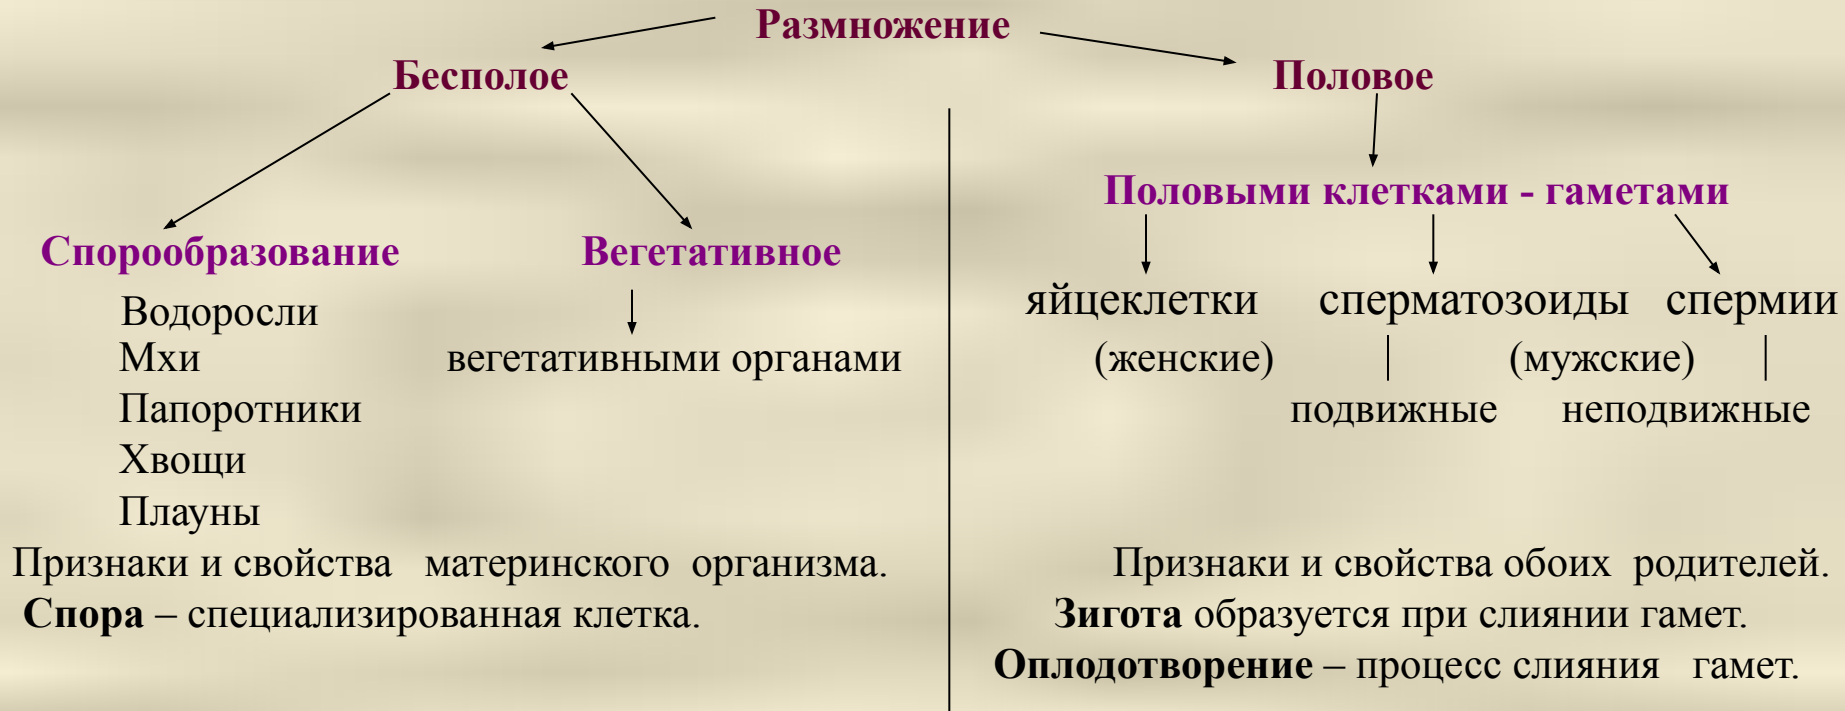 Размножение
Бесполое
Половое
Половыми клетками - гаметами
Спорообразование
Вегетативное
яйцеклетки сперматозоиды спермии
Водоросли
Мхи
вегетативными органами
(женские) (мужские)
Папоротники
подвижные неподвижные
Хвощи
Плауны
Признаки и свойства материнского организма.
Спора – специализированная клетка.
Признаки и свойства обоих родителей.
Зигота образуется при слиянии гамет.
Оплодотворение – процесс слияния гамет.